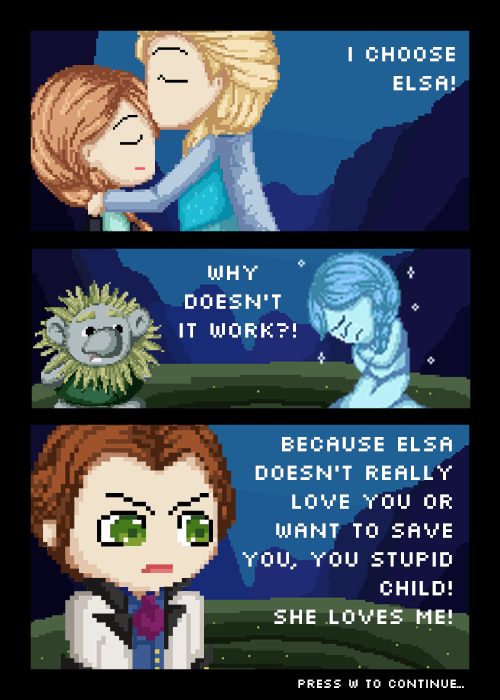 I CHOOSE
ELSA!
WHY
DOESN'T
IT WORK?!
BECAUSE ELSA
DOESN'T REALLY
LOVE YOU OR
WANT TO SAVE
YOU, YOU STUPID
CHILD!
SHE LOVES ME!
PRESS W TO CONTINUE...